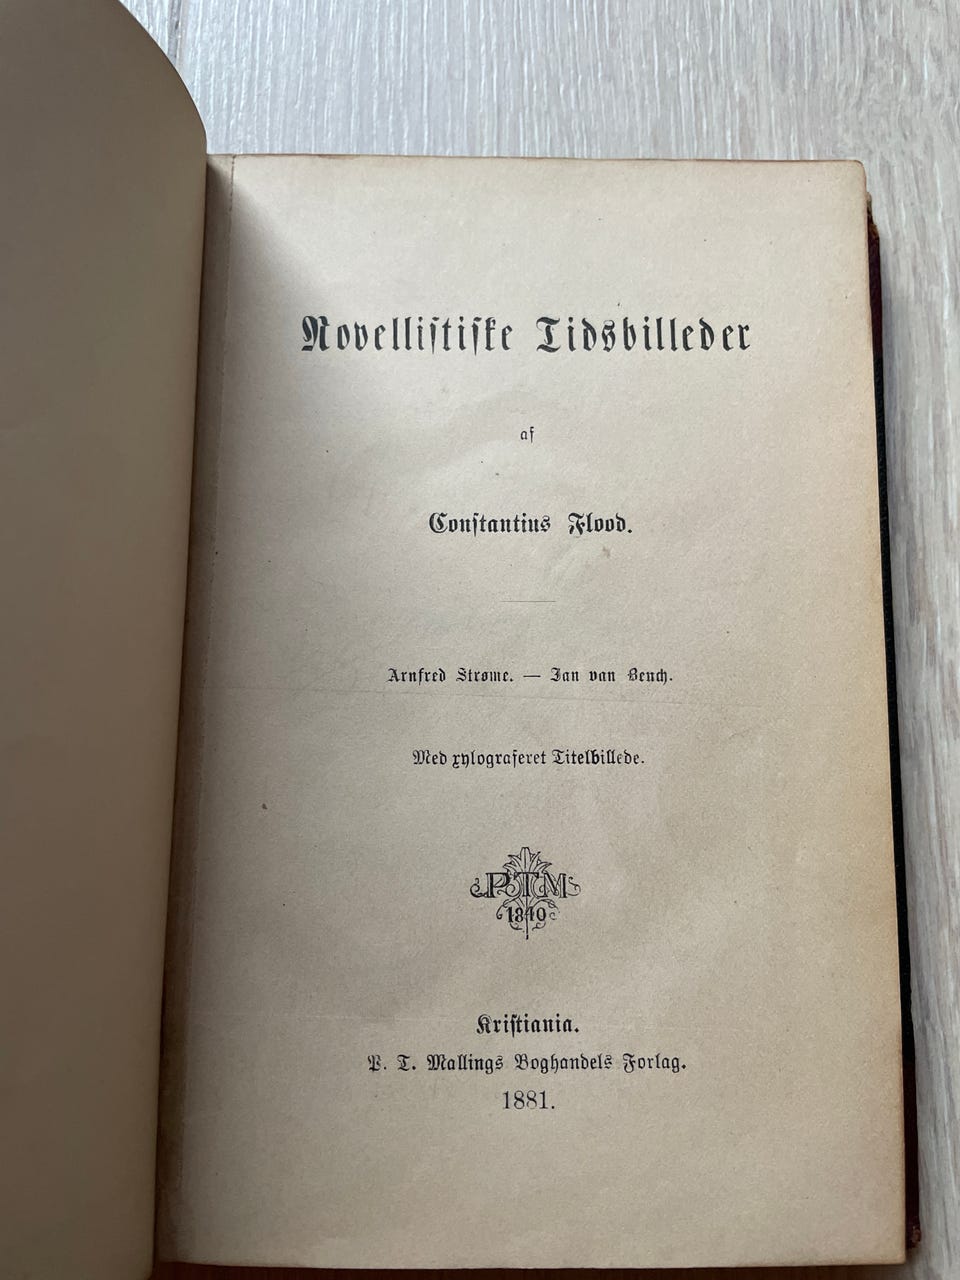 Novellistiske Tidsbilleder
af
Constantius Flood.
Arnfred Strøme. — Jan van Bench.
Med xylograferet Titelbillede.
PTM
1840
Kristiania.
P. T. Mallings Boghandels Forlag.
1881.